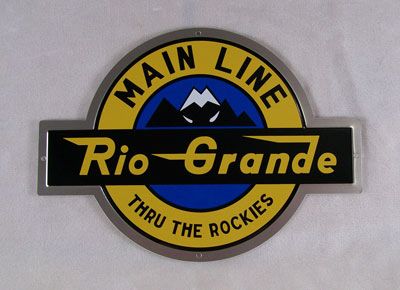 MAIN LINE
Rio Grande
THRU THE ROCKIES